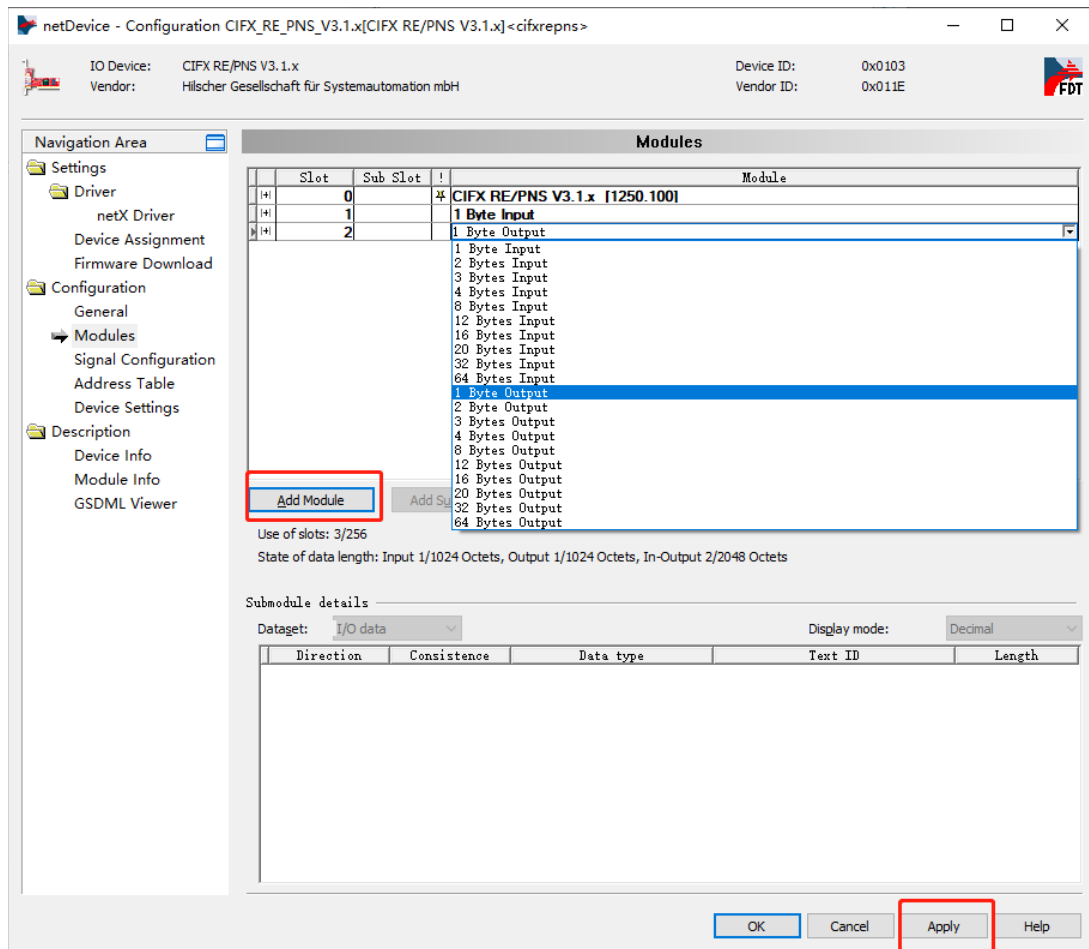 netDevice - Configuration CIFX_RE_PNS_V3.1.x[CIFX RE/PNS V3.1.x]<cifxrepns>
IO Device: CIFX RE/PNS V3.1.x Device ID: 0x0103
Vendor: Hilscher Gesellschaft für Systemautomation mbH Vendor ID: 0x011E
FDT
Navigation Area
Settings
Driver
netX Driver
Device Assignment
Firmware Download
Configuration
General
Modules
Signal Configuration
Address Table
Device Settings
Description
Device Info
Module Info
GSDML Viewer
Modules
Slot Sub Slot ! Module
0 CIFX RE/PNS V3.1.x [1250.100]
1 1 Byte Input
2 1 Byte Output
1 Byte Input
2 Bytes Input
3 Bytes Input
4 Bytes Input
8 Bytes Input
12 Bytes Input
16 Bytes Input
20 Bytes Input
32 Bytes Input
64 Bytes Input
1 Byte Output
2 Byte Output
3 Bytes Output
4 Bytes Output
8 Bytes Output
12 Bytes Output
16 Bytes Output
20 Bytes Output
32 Bytes Output
64 Bytes Output
Add Module Add
Use of slots: 3/256
State of data length: Input 1/1024 Octets, Output 1/1024 Octets, In-Output 2/2048 Octets
Submodule details
Dataset: I/O data Display mode: Decimal
Direction Consistence Data type Text ID Length
OK Cancel Apply Help